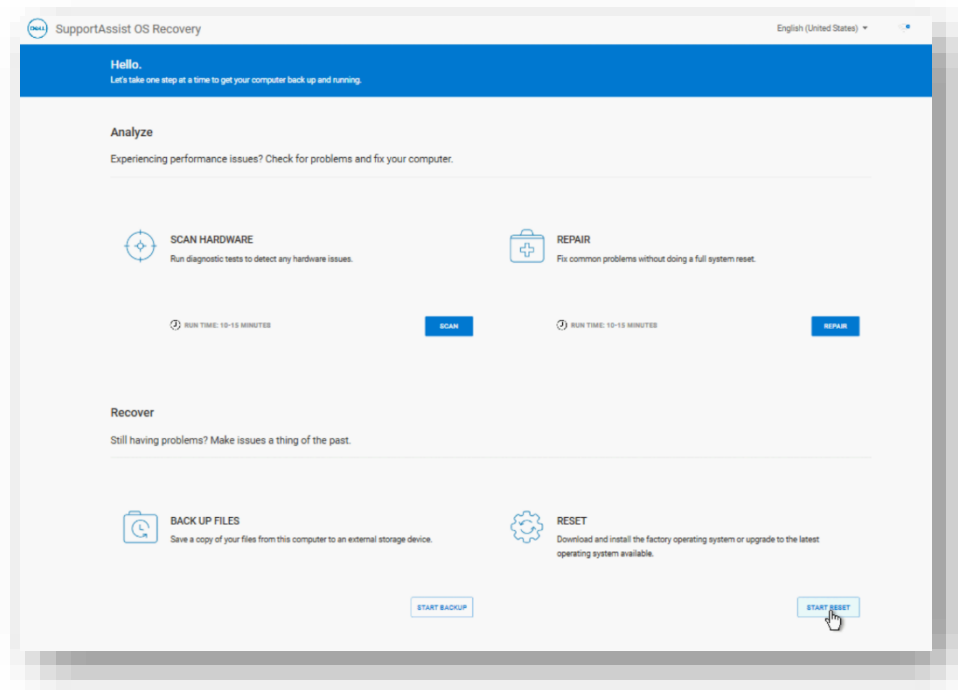 DELL
SupportAssist OS Recovery
English (United States)
Hello.
Let's take one step at a time to get your computer back up and running.
Analyze
Experiencing performance issues? Check for problems and fix your computer.
SCAN HARDWARE
Run diagnostic tests to detect any hardware issues.
RUN TIME: 10-15 MINUTES
SCAN
REPAIR
Fix common problems without doing a full system reset.
RUN TIME: 10-15 MINUTES
REPAIR
Recover
Still having problems? Make issues a thing of the past.
BACK UP FILES
Save a copy of your files from this computer to an external storage device.
START BACKUP
RESET
Download and install the factory operating system or upgrade to the latest
operating system available.
START RESET